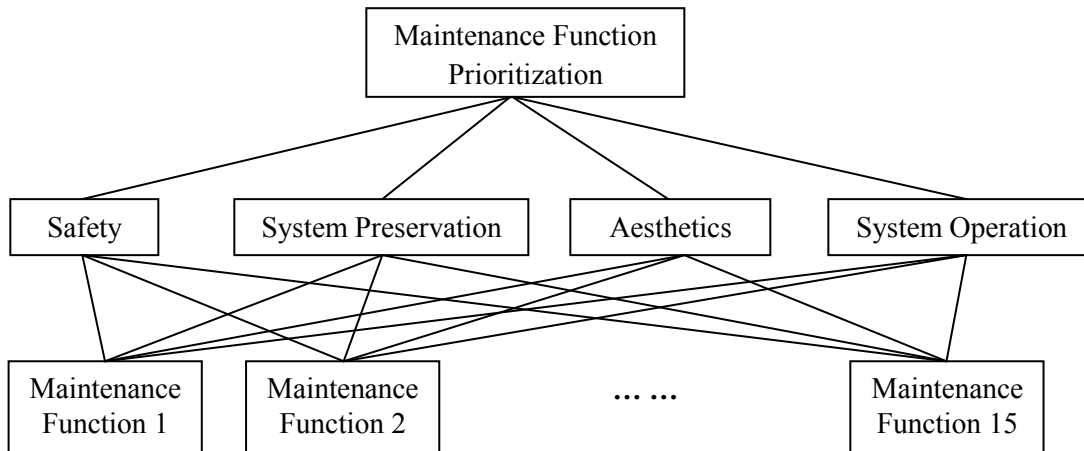 Maintenance Function
Prioritization
Safety
System Preservation
Aesthetics
System Operation
Maintenance
Function 1
Maintenance
Function 2
... ...
Maintenance
Function 15